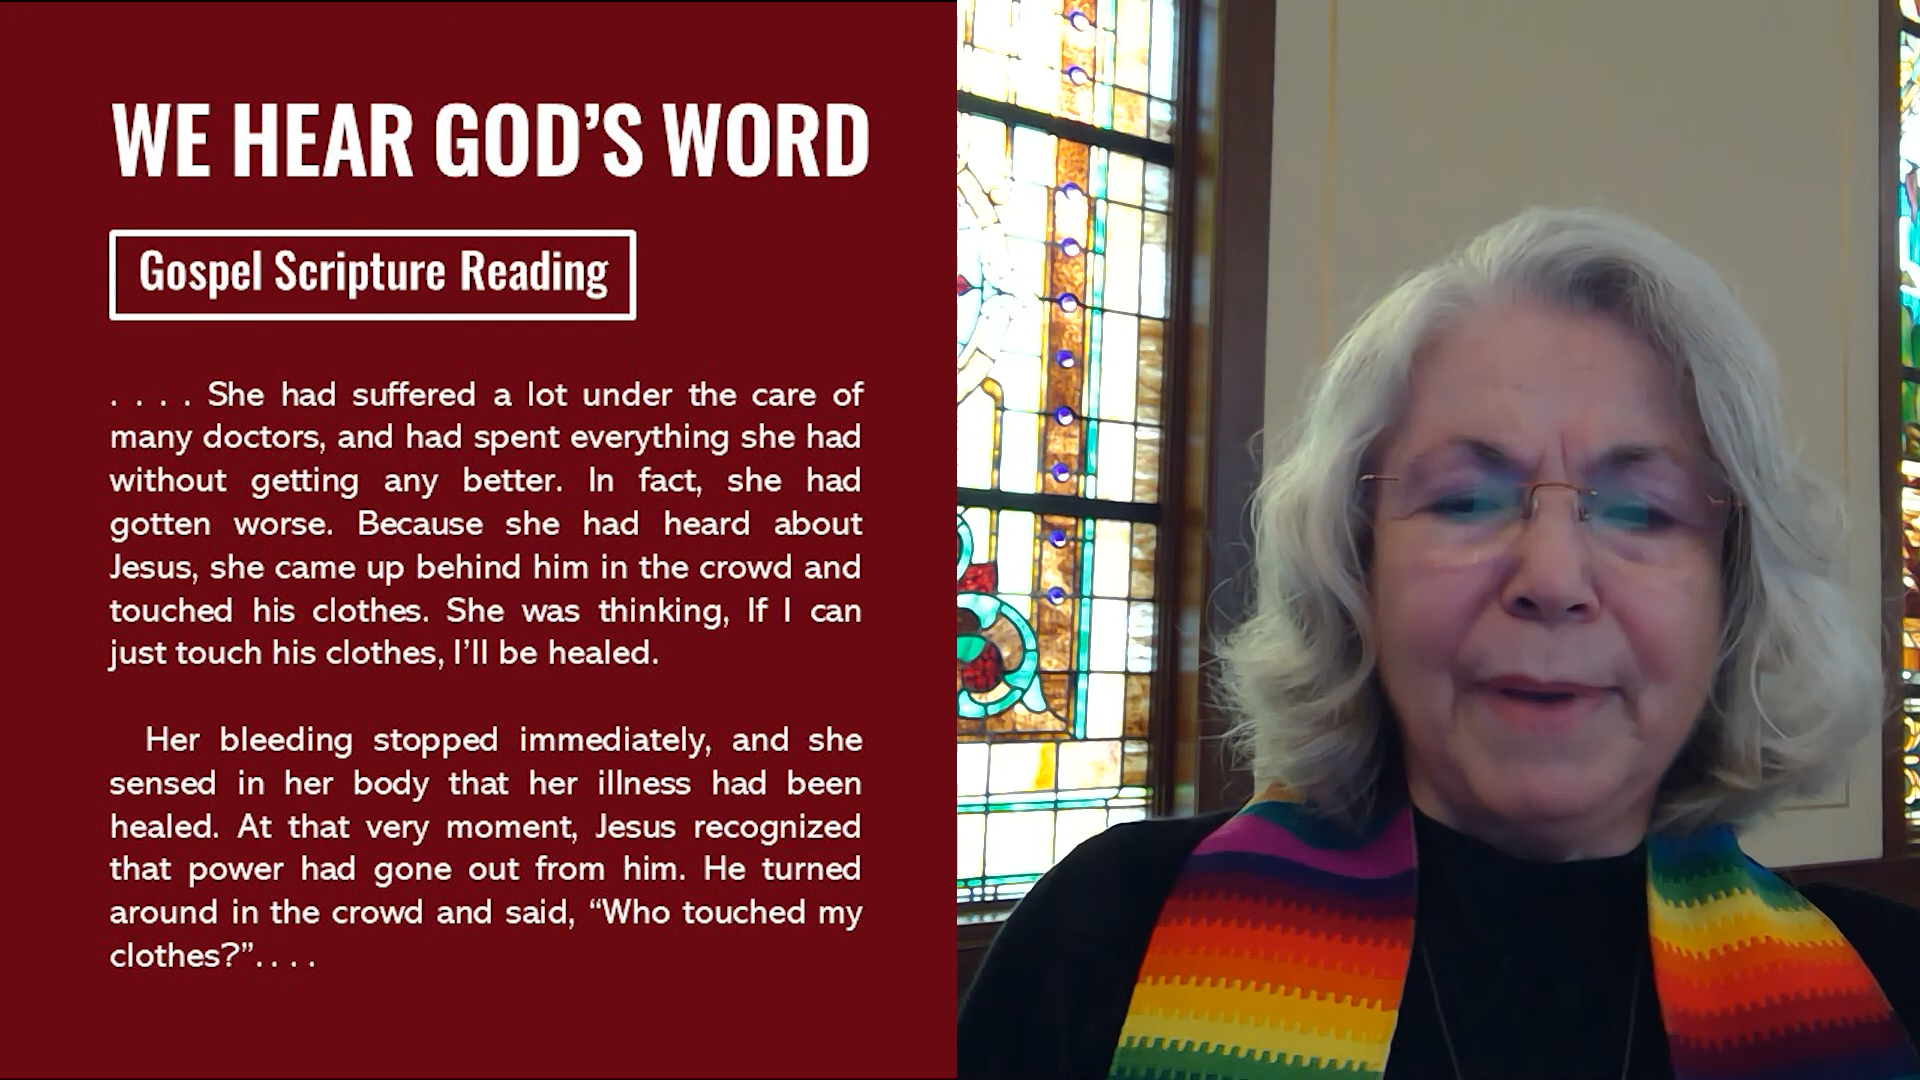 WE HEAR GOD’S WORD
Gospel Scripture Reading
. . . . She had suffered a lot under the care of
many doctors, and had spent everything she had
without getting any better. In fact, she had
gotten worse. Because she had heard about
Jesus, she came up behind him in the crowd and
touched his clothes. She was thinking, If I can
just touch his clothes, I’ll be healed.
Her bleeding stopped immediately, and she
sensed in her body that her illness had been
healed. At that very moment, Jesus recognized
that power had gone out from him. He turned
around in the crowd and said, “Who touched my
clothes?”. . . .